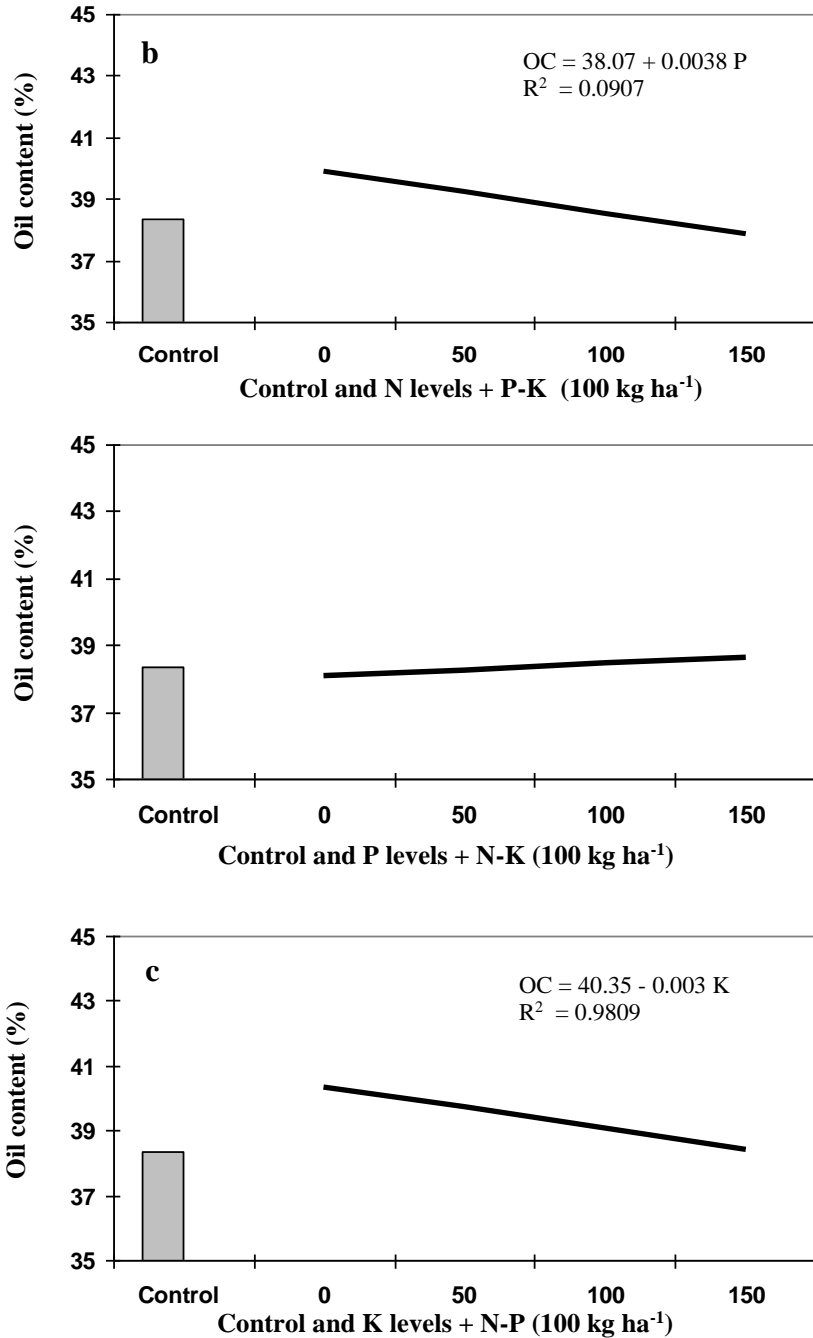 45
b
OC = 38.07 + 0.0038 P
R² = 0.0907
43
41
39
37
35
Oil content (%)
Control 0 50 100 150
Control and N levels + P-K (100 kg ha⁻¹)
45
43
41
39
37
35
Oil content (%)
Control 0 50 100 150
Control and P levels + N-K (100 kg ha⁻¹)
45
c
OC = 40.35 - 0.003 K
R² = 0.9809
43
41
39
37
35
Oil content (%)
Control 0 50 100 150
Control and K levels + N-P (100 kg ha⁻¹)